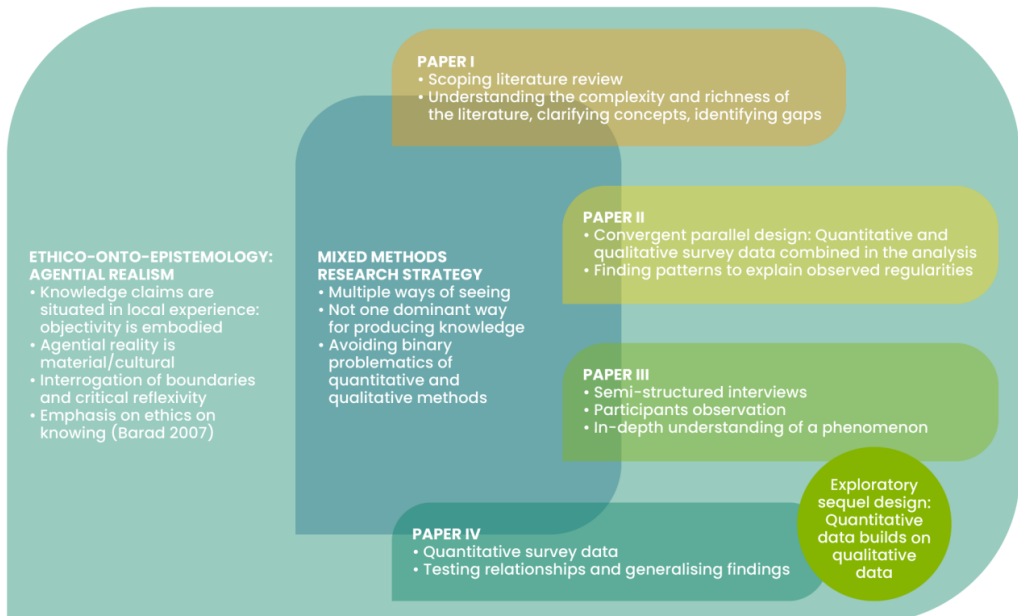 PAPER I
• Scoping literature review
• Understanding the complexity and richness of
the literature, clarifying concepts, identifying gaps
ETHICO-ONTO-EPISTEMOLOGY:
AGENTIAL REALISM
• Knowledge claims are
situated in local experience:
objectivity is embodied
• Agential reality is
material/cultural
• Interrogation of boundaries
and critical reflexivity
• Emphasis on ethics on
knowing (Barad 2007)
MIXED METHODS
RESEARCH STRATEGY
• Multiple ways of seeing
• Not one dominant way
for producing knowledge
• Avoiding binary
problematics of
quantitative and
qualitative methods
PAPER II
• Convergent parallel design: Quantitative and
qualitative survey data combined in the analysis
• Finding patterns to explain observed regularities
PAPER III
• Semi-structured interviews
• Participants observation
• In-depth understanding of a phenomenon
PAPER IV
• Quantitative survey data
• Testing relationships and generalising findings
Exploratory
sequel design:
Quantitative
data builds on
qualitative
data